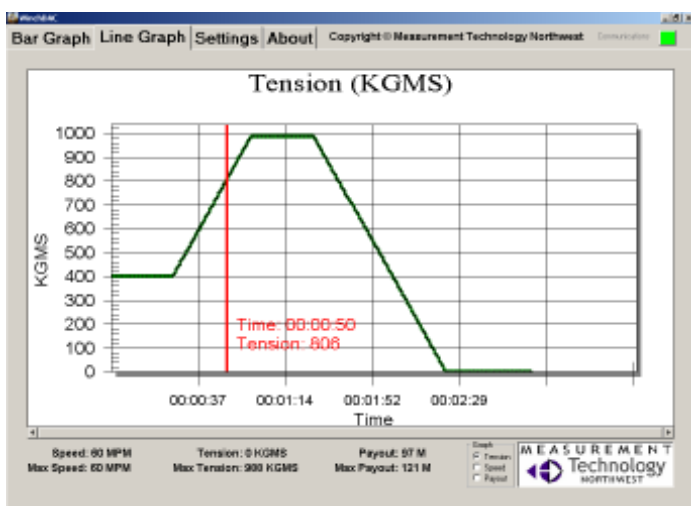 WinchDAC
Bar Graph Line Graph Settings About Copyright © Measurement Technology Northwest Communications
Tension (KGMS)
1000
900
800
700
600
500
400
300
200
100
0
KGMS
Time: 00:00:50
Tension: 806
00:00:37 00:01:14 00:01:52 00:02:29
Time
Speed: 60 MPM Tension: 0 KGMS Payout: 97 M
Max Speed: 60 MPM Max Tension: 988 KGMS Max Payout: 121 M
Graph
Tension
Speed
Payout
MEASUREMENT
Technology
NORTHWEST